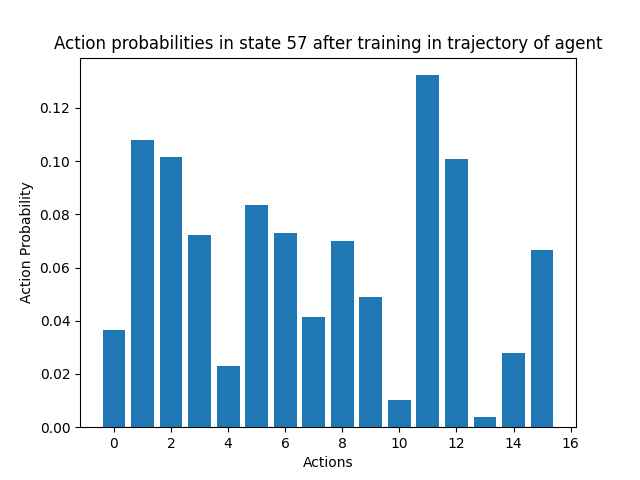 Action probabilities in state 57 after training in trajectory of agent
0.12
0.10
0.08
0.06
0.04
0.02
0.00
Action Probability
0 2 4 6 8 10 12 14 16
Actions